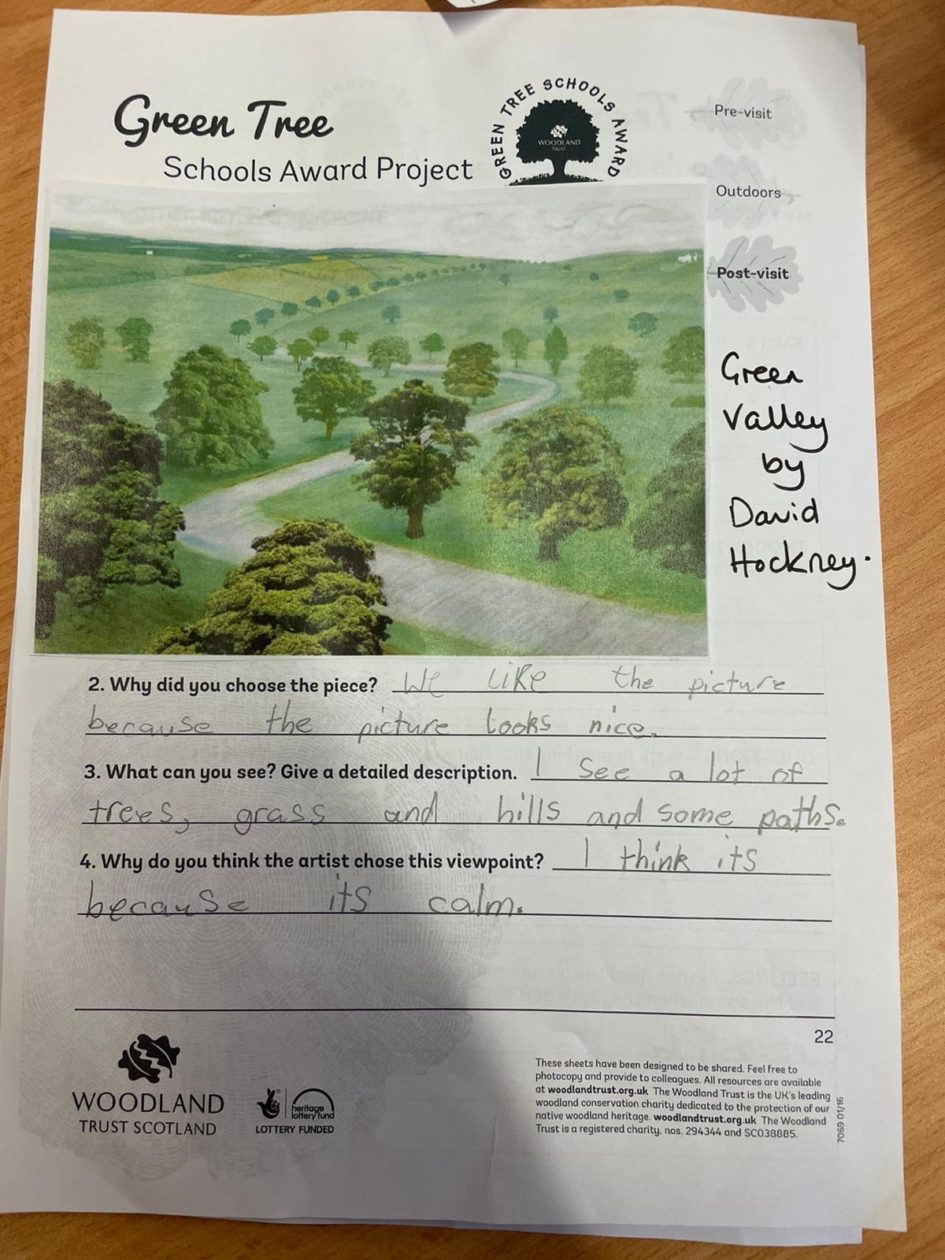 Green Tree
Schools Award Project
GREEN TREE SCHOOLS AWARD
WOODLAND
TRUST
Pre-visit
Outdoors
Post-visit
Green
Valley
by
David
Hockney.
2. Why did you choose the piece? We like the picture
because the picture looks nice.
3. What can you see? Give a detailed description. I see a lot of
trees, grass and hills and some paths.
4. Why do you think the artist chose this viewpoint? I think its
because its calm.
22
WOODLAND
TRUST SCOTLAND
heritage
lottery fund
LOTTERY FUNDED
These sheets have been designed to be shared. Feel free to
photocopy and provide to colleagues. All resources are available
at woodlandtrust.org.uk The Woodland Trust is the UK's leading
woodland conservation charity dedicated to the protection of our
native woodland heritage. woodlandtrust.org.uk The Woodland
Trust is a registered charity, nos. 294344 and SC038885.
7069 01/16